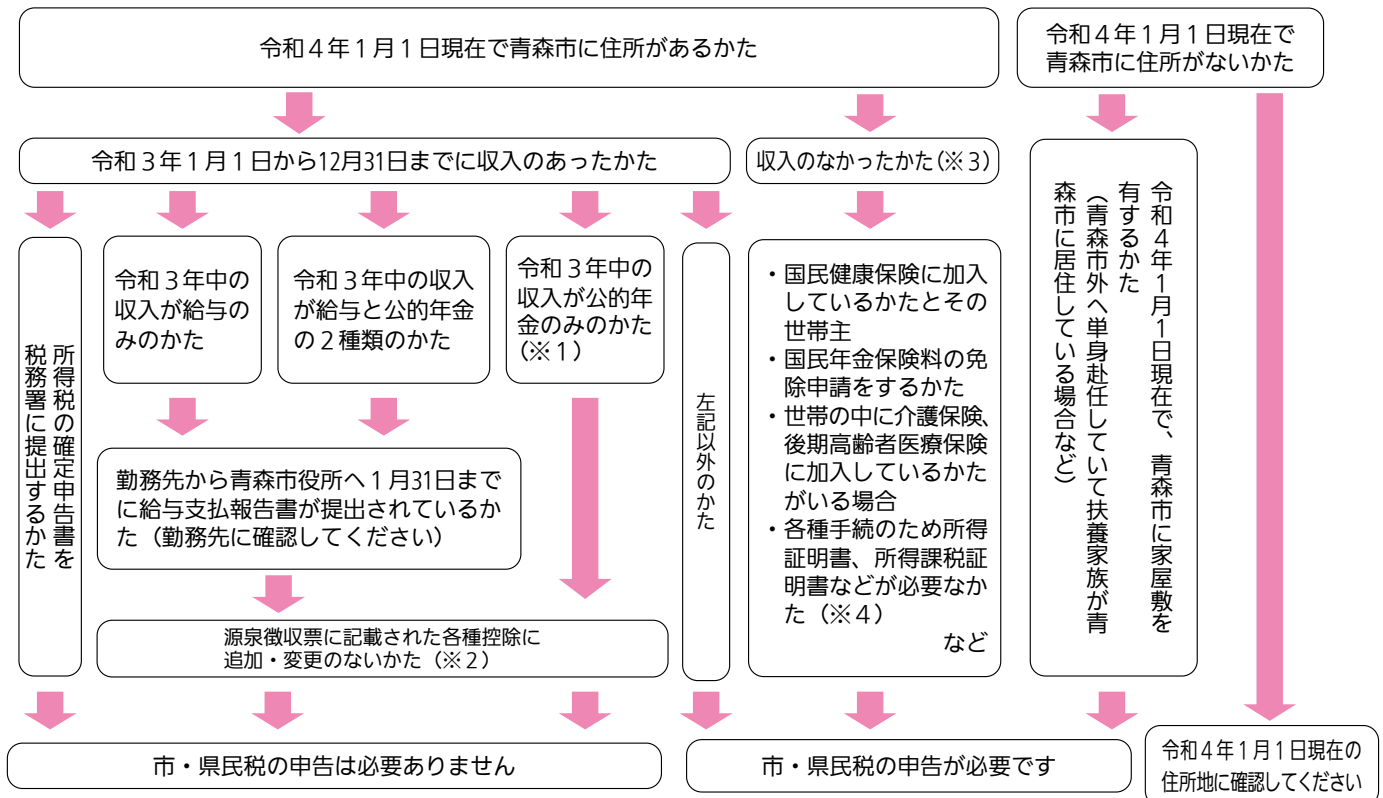 令和４年１月１日現在で青森市に住所があるかた
令和４年１月１日現在で
青森市に住所がないかた
令和３年１月１日から12月31日までに収入のあったかた
収入のなかったかた（※３）
所得税の確定申告書を
税務署に提出するかた
令和３年中の
収入が給与の
みのかた
令和３年中の収入
が給与と公的年金
の２種類のかた
令和３年中の
収入が公的年
金のみのかた
（※１）
勤務先から青森市役所へ１月31日まで
に給与支払報告書が提出されているか
た（勤務先に確認してください）
源泉徴収票に記載された各種控除に
追加・変更のないかた（※２）
左記以外のかた
・国民健康保険に加入
しているかたとその
世帯主
・国民年金保険料の免
除申請をするかた
・世帯の中に介護保険、
後期高齢者医療保険
に加入しているかた
がいる場合
・各種手続のため所得
証明書、所得課税証
明書などが必要なか
た（※４）
など
令和４年１月１日現在で、青森市に家屋敷を
有するかた
（青森市外へ単身赴任していて扶養家族が青
森市に居住している場合など）
市・県民税の申告は必要ありません
市・県民税の申告が必要です
令和４年１月１日現在の
住所地に確認してください